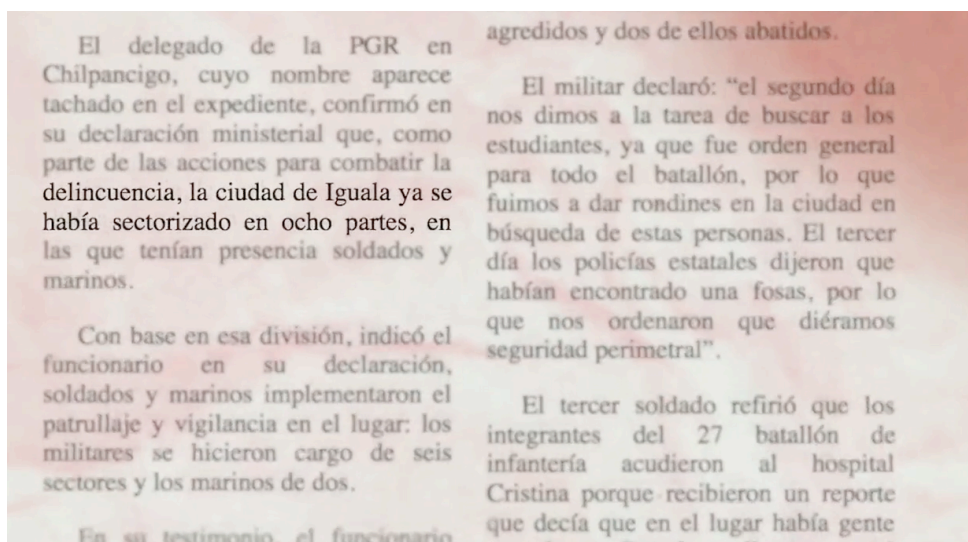 El delegado de la PGR en
Chilpancigo, cuyo nombre aparece
tachado en el expediente, confirmó en
su declaración ministerial que, como
parte de las acciones para combatir la
delincuencia, la ciudad de Iguala ya se
había sectorizado en ocho partes, en
las que tenían presencia soldados y
marinos.
Con base en esa división, indicó el
funcionario en su declaración,
soldados y marinos implementaron el
patrullaje y vigilancia en el lugar: los
militares se hicieron cargo de seis
sectores y los marinos de dos.
En su testimonio, el funcionario
agredidos y dos de ellos abatidos.
El militar declaró: “el segundo día
nos dimos a la tarea de buscar a los
estudiantes, ya que fue orden general
para todo el batallón, por lo que
fuimos a dar rondines en la ciudad en
búsqueda de estas personas. El tercer
día los policías estatales dijeron que
habían encontrado una fosas, por lo
que nos ordenaron que diéramos
seguridad perimetral”.
El tercer soldado refirió que los
integrantes del 27 batallón de
infantería acudieron al hospital
Cristina porque recibieron un reporte
que decía que en el lugar había gente